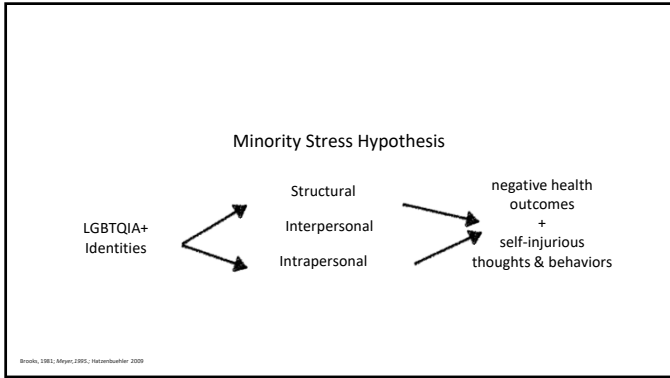 Minority Stress Hypothesis
LGBTQIA+
Identities
Structural
Interpersonal
Intrapersonal
negative health
outcomes
+
self-injurious
thoughts & behaviors
Brooks, 1981; Meyer,1995,; Hatzenbuehler 2009